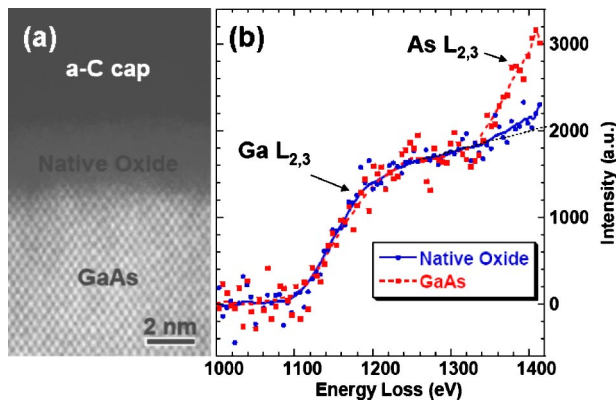 (a)
a-C cap
Native Oxide
GaAs
2 nm
(b)
As L2,3
Ga L2,3
Native Oxide
GaAs
3000
2000
1000
0
Intensity (a.u.)
1000 1100 1200 1300 1400
Energy Loss (eV)